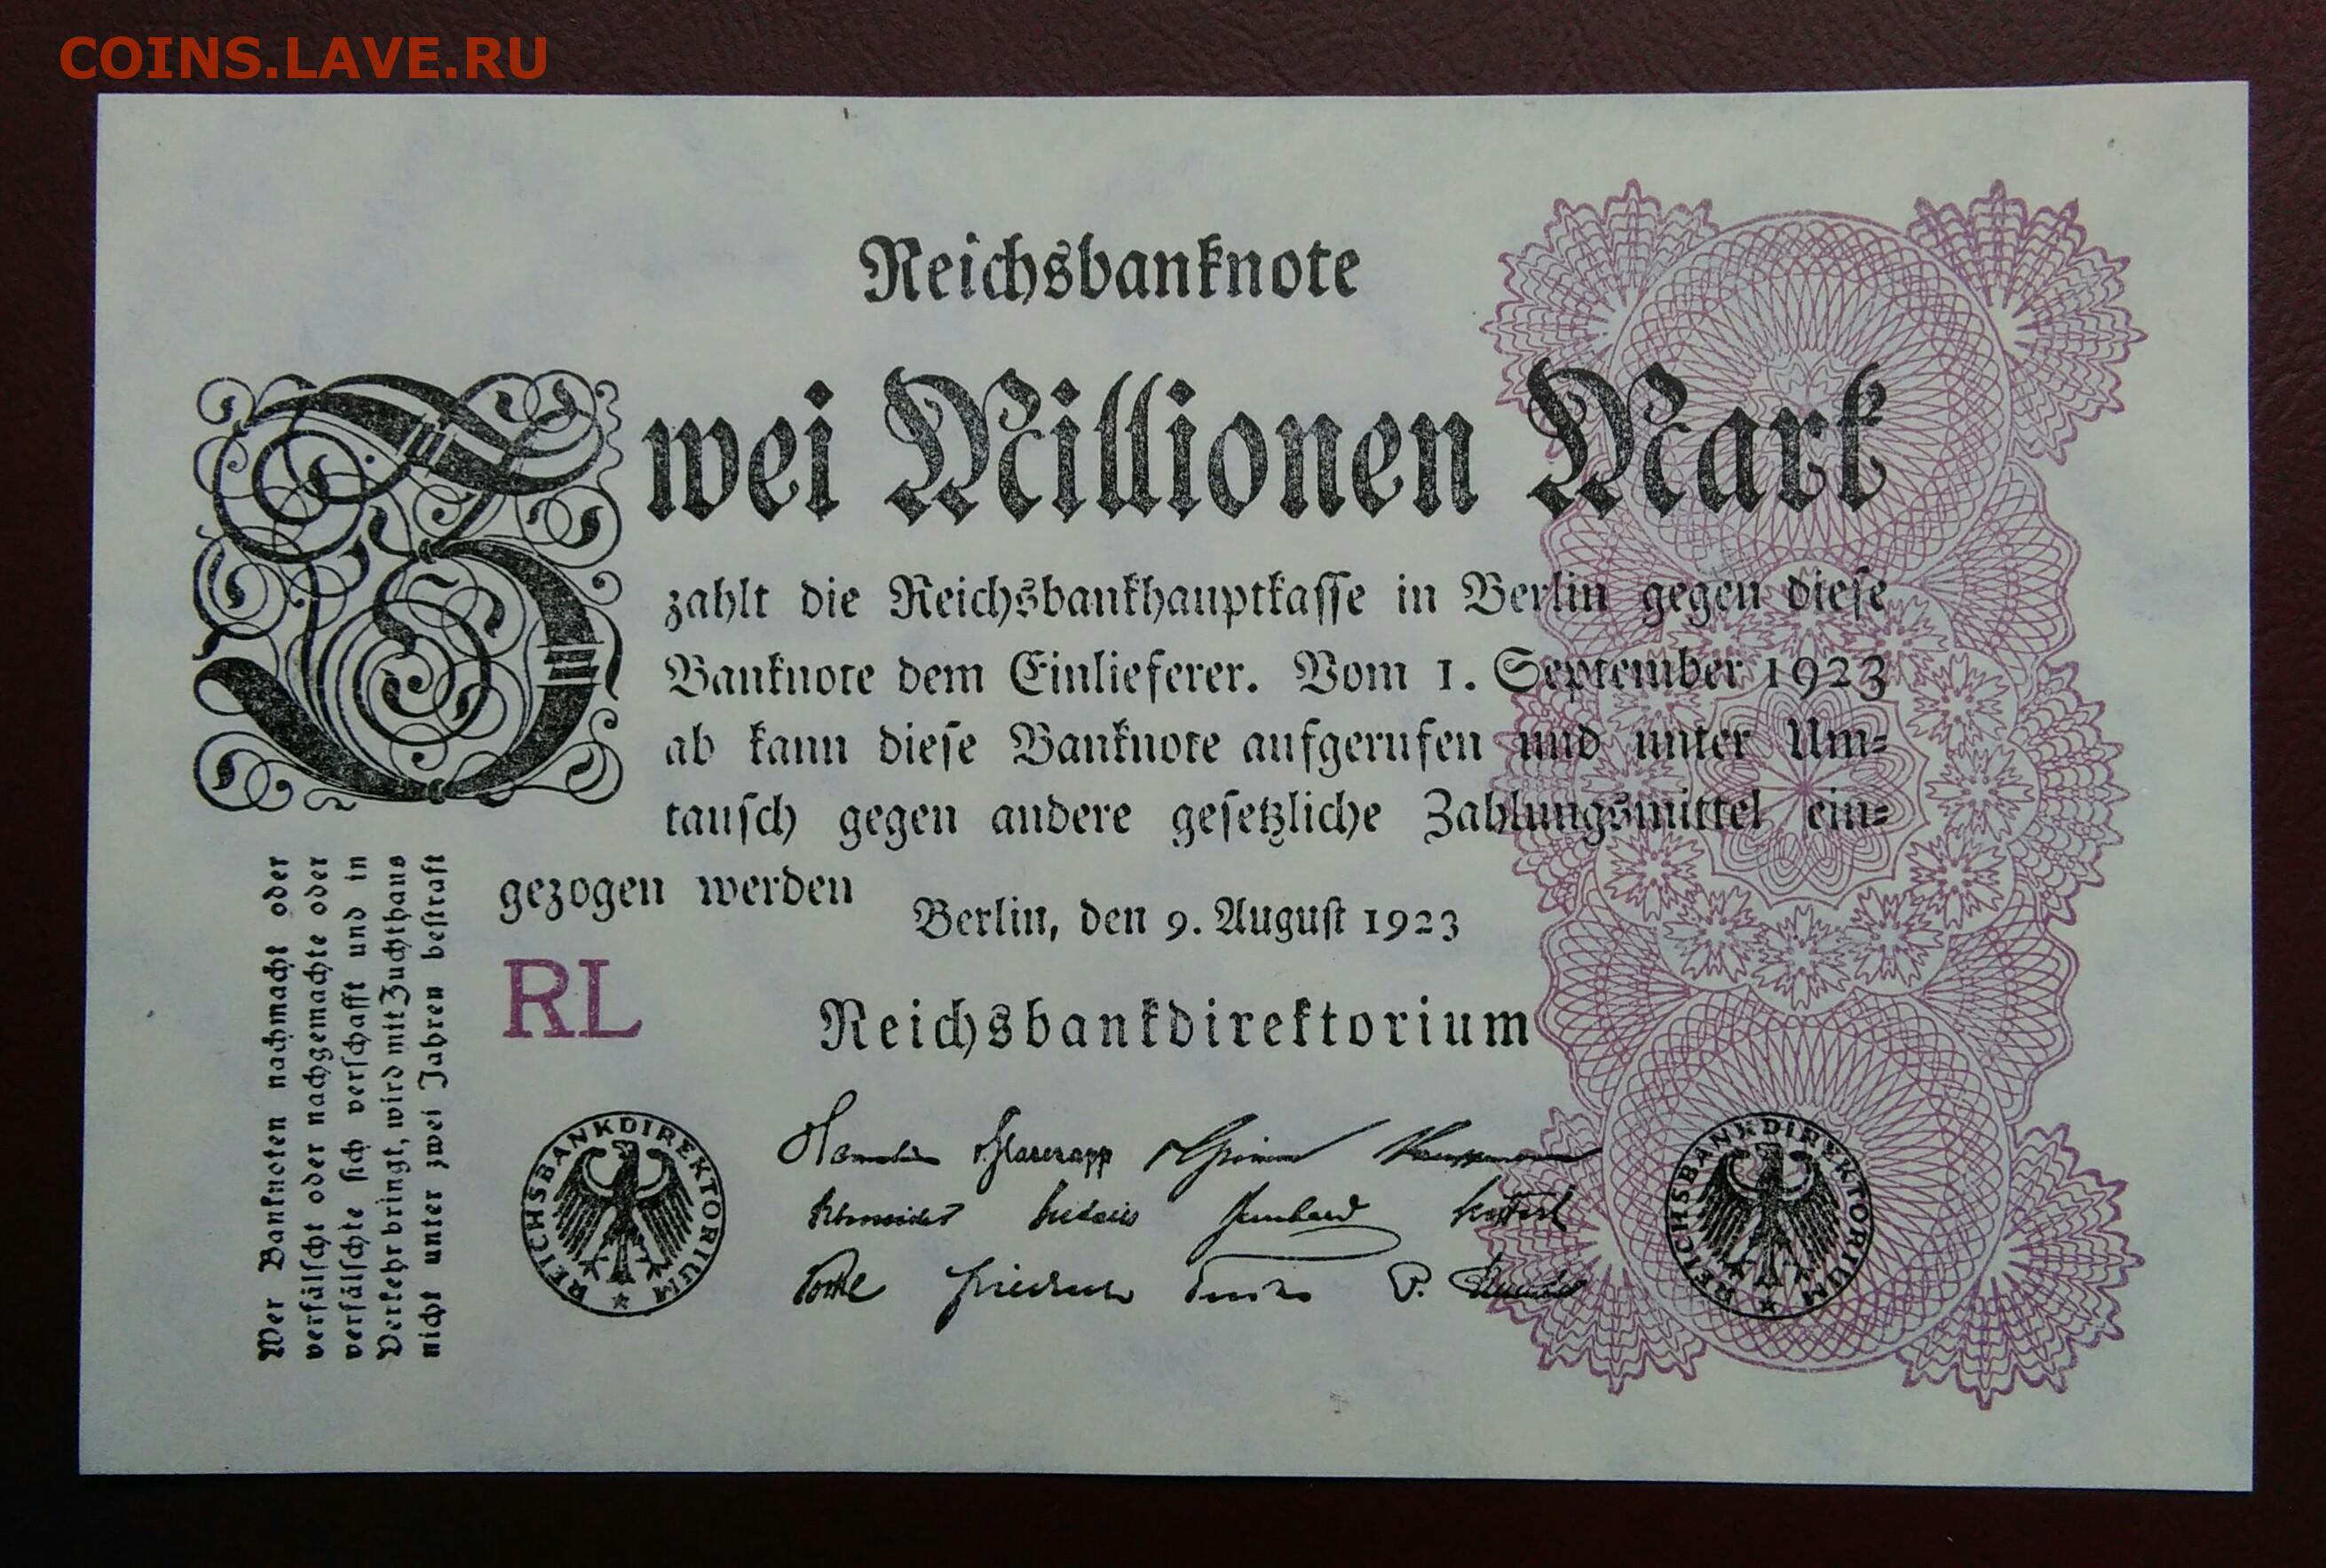 COINS.LAVE.RU
Reichsbanknote
Zwei Millionen Mark
zahlt die Reichsbankhauptkasse in Berlin gegen diese
Banknote dem Einlieferer. Vom 1. September 1923
ab kann diese Banknote aufgerufen und unter Um-
tausch gegen andere gesetzliche Zahlungsmittel ein-
gezogen werden
Berlin, den 9. August 1923
RL
Reichsbankdirektorium
REICHSBANKDIREKTORIUM
REICHSBANKDIREKTORIUM
Wer Banknoten nachmacht oder
verfälscht oder nachgemachte oder
verfälschte sich verschafft und in
Verkehr bringt, wird mit Zuchthaus
nicht unter zwei Jahren bestraft